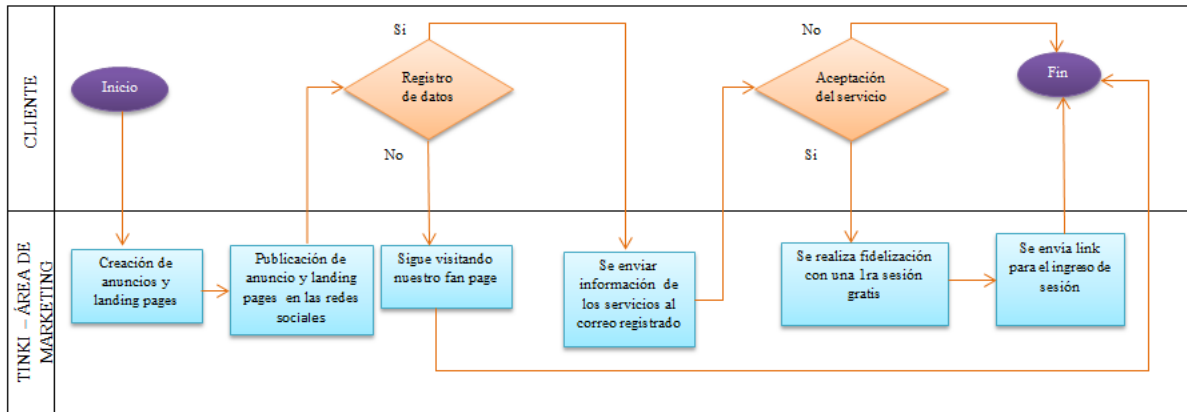 CLIENTE
Inicio
Si
Registro
de datos
No
No
Aceptación
del servicio
Si
Fin
TINKI – ÁREA DE
MARKETING
Creación de
anuncios y
landing pages
Publicación de
anuncio y landing
pages en las redes
sociales
Sigue visitando
nuestro fan page
Se enviar
información de
los servicios al
correo registrado
Se realiza fidelización
con una 1ra sesión
gratis
Se envia link
para el ingreso de
sesión